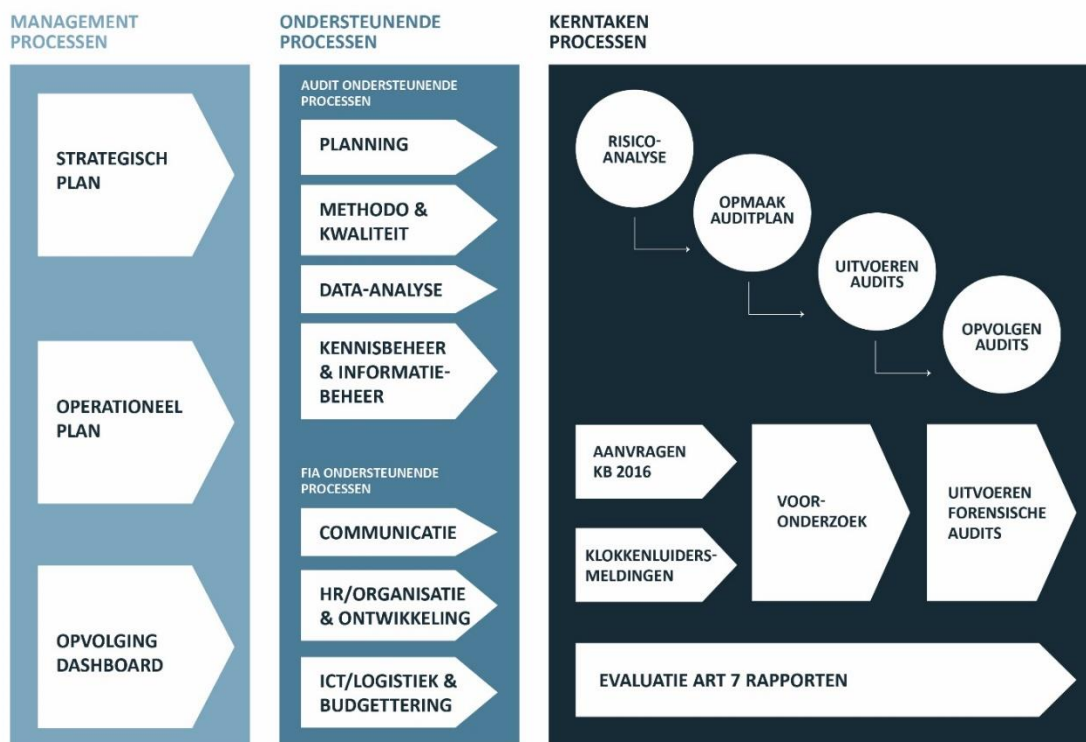 MANAGEMENT
PROCESSEN
STRATEGISCH
PLAN
OPERATIONEEL
PLAN
OPVOLGING
DASHBOARD
ONDERSTEUNENDE
PROCESSEN
AUDIT ONDERSTEUNENDE
PROCESSEN
PLANNING
METHODO &
KWALITEIT
DATA-ANALYSE
KENNISBEHEER
& INFORMATIE-
BEHEER
FIA ONDERSTEUNENDE
PROCESSEN
COMMUNICATIE
HR/ORGANISATIE
& ONTWIKKELING
ICT/LOGISTIEK &
BUDGETTERING
KERNTAKEN
PROCESSEN
RISICO-
ANALYSE
OPMAAK
AUDITPLAN
UITVOEREN
AUDITS
OPVOLGEN
AUDITS
AANVRAGEN
KB 2016
KLOKKENLUIDERS-
MELDINGEN
VOOR-
ONDERZOEK
UITVOEREN
FORENSISCHE
AUDITS
EVALUATIE ART 7 RAPPORTEN